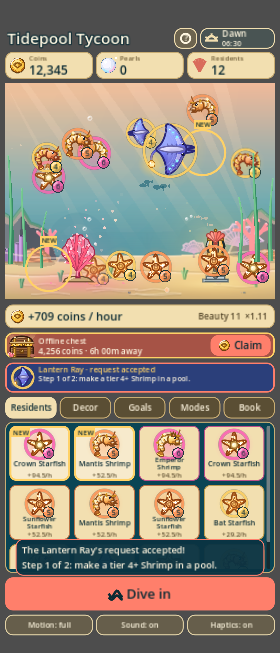 Tidepool Tycoon
Dawn
06:30
Coins
12,345
Pearls
0
Residents
12
NEW
NEW
+709 coins / hour
Beauty 11 ×1.11
Offline chest
4,256 coins · 6h 00m away
Claim
Lantern Ray · request accepted
Step 1 of 2: make a tier 4+ Shrimp in a pool.
Residents
Decor
Goals
Modes
Book
NEW
Crown Starfish
+94.5/h
NEW
Mantis Shrimp
+52.5/h
Emperor Shrimp
+94.5/h
Crown Starfish
+94.5/h
Sunflower Starfish
+52.5/h
Mantis Shrimp
+52.5/h
Sunflower Starfish
+52.5/h
Bat Starfish
+29.2/h
The Lantern Ray's request accepted!
Step 1 of 2: make a tier 4+ Shrimp in a pool.
Dive in
Motion: full
Sound: on
Haptics: on